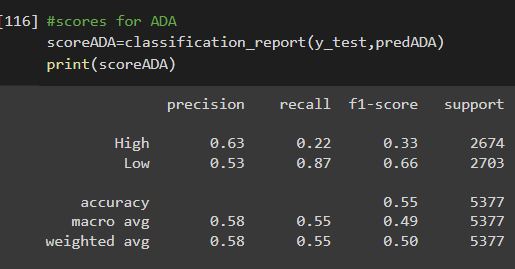 [116] #scores for ADA
scoreADA=classification_report(y_test,predADA)
print(scoreADA)
precision recall f1-score support
High 0.63 0.22 0.33 2674
Low 0.53 0.87 0.66 2703
accuracy 0.55 5377
macro avg 0.58 0.55 0.49 5377
weighted avg 0.58 0.55 0.50 5377